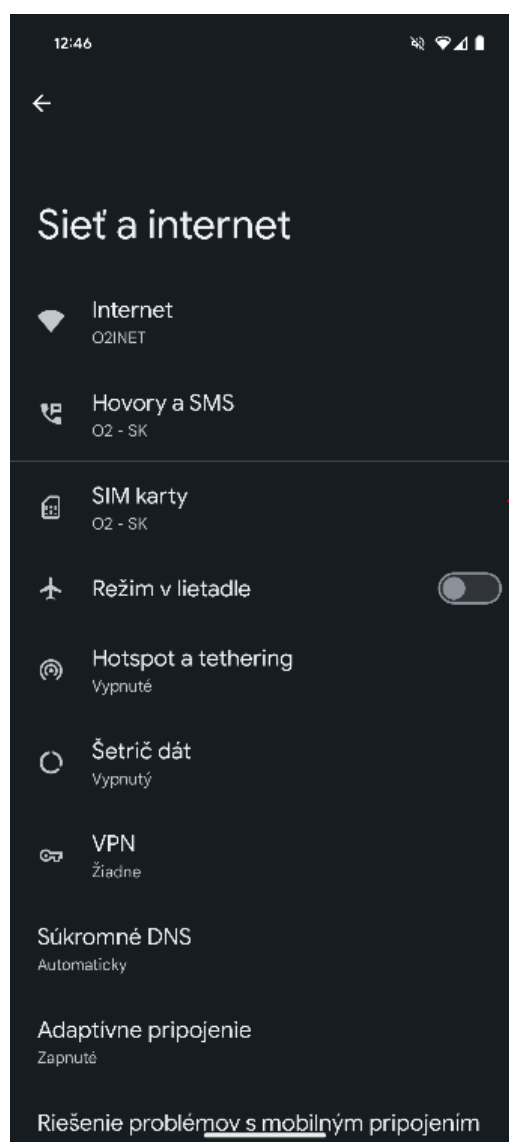 12:46
Sieť a internet
Internet
O2INET
Hovory a SMS
O2 - SK
SIM karty
O2 - SK
Režim v lietadle
Hotspot a tethering
Vypnuté
Šetrič dát
Vypnutý
VPN
Žiadne
Súkromné DNS
Automaticky
Adaptívne pripojenie
Zapnuté
Riešenie problémov s mobilným pripojením